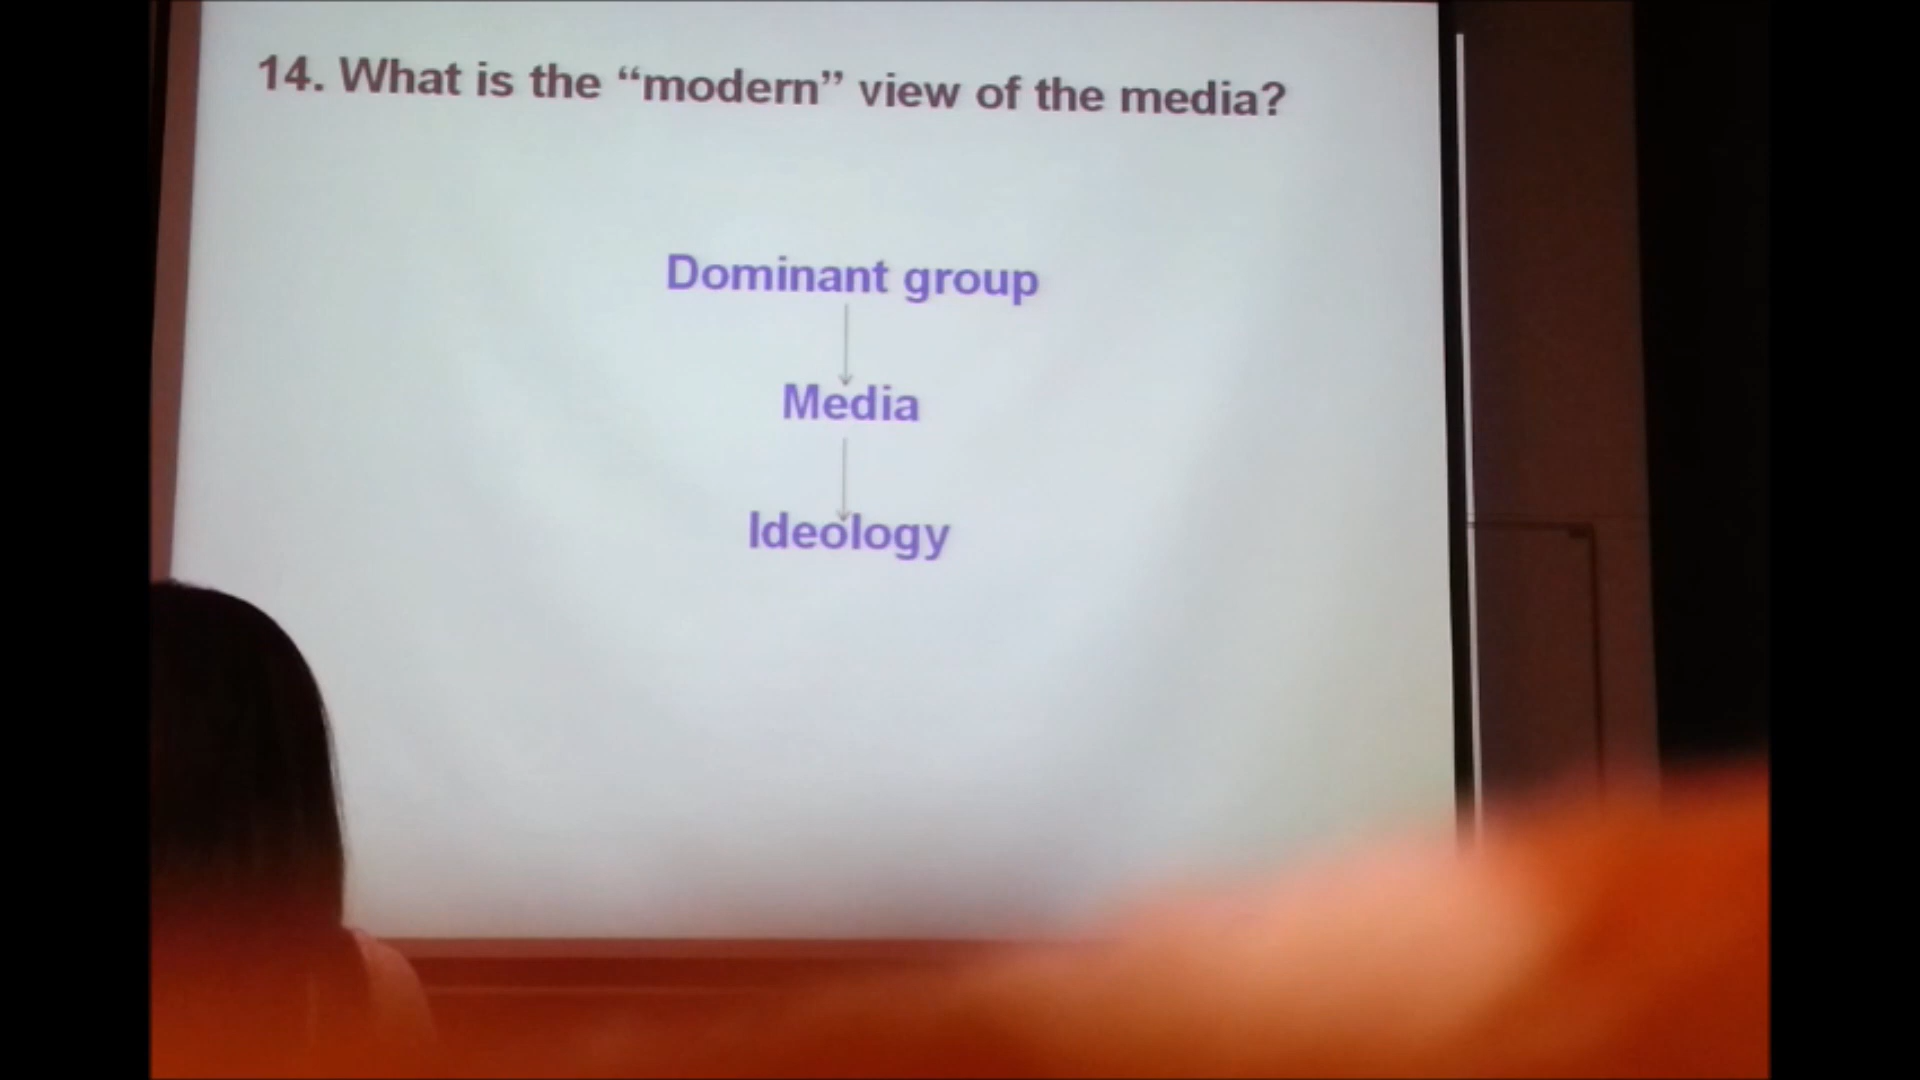 14. What is the “modern” view of the media?
Dominant group
Media
Ideology